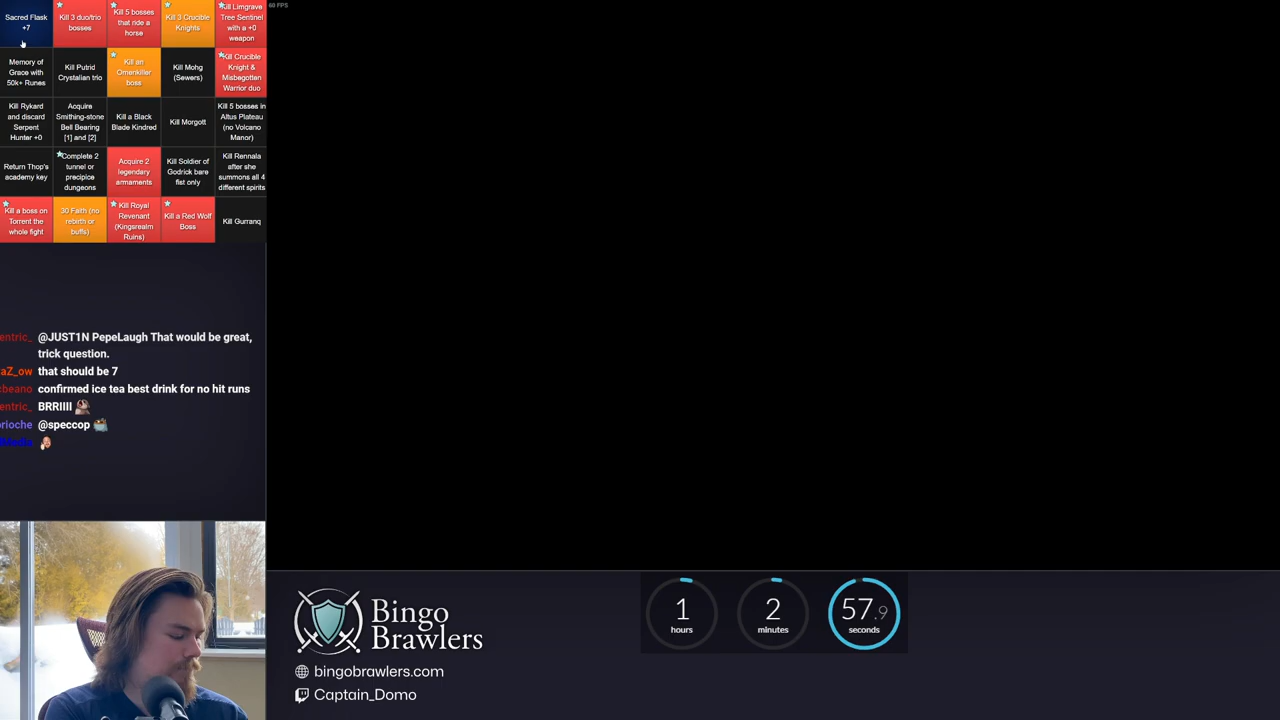 60 FPS
Sacred Flask
+7
Kill 3 duo/trio
bosses
Kill 5 bosses
that ride a
horse
Kill 3 Crucible
Knights
Kill Limgrave
Tree Sentinel
with a +0
weapon
Memory of
Grace with
50k+ Runes
Kill Putrid
Crystalian trio
Kill an
Omenkiller
boss
Kill Mohg
(Sewers)
Kill Crucible
Knight &
Misbegotten
Warrior duo
Kill Rykard
and discard
Serpent
Hunter +0
Acquire
Smithing-stone
Bell Bearing
[1] and [2]
Kill a Black
Blade Kindred
Kill Morgott
Kill 5 bosses in
Altus Plateau
(no Volcano
Manor)
Return Thop's
academy key
Complete 2
tunnel or
precipice
dungeons
Acquire 2
legendary
armaments
Kill Soldier of
Godrick bare
fist only
Kill Rennala
after she
summons all 4
different spirits
Kill a boss on
Torrent the
whole fight
30 Faith (no
rebirth or
buffs)
Kill Royal
Revenant
(Kingsrealm
Ruins)
Kill a Red Wolf
Boss
Kill Gurranq
entric_ @JUST1N PepeLaugh That would be great,
trick question.
aZ_ow that should be 7
cbeano confirmed ice tea best drink for no hit runs
entric_ BRRIIII
orioche @speccop
Bingo
Brawlers
bingobrawlers.com
Captain_Domo
1
hours
2
minutes
57.9
seconds